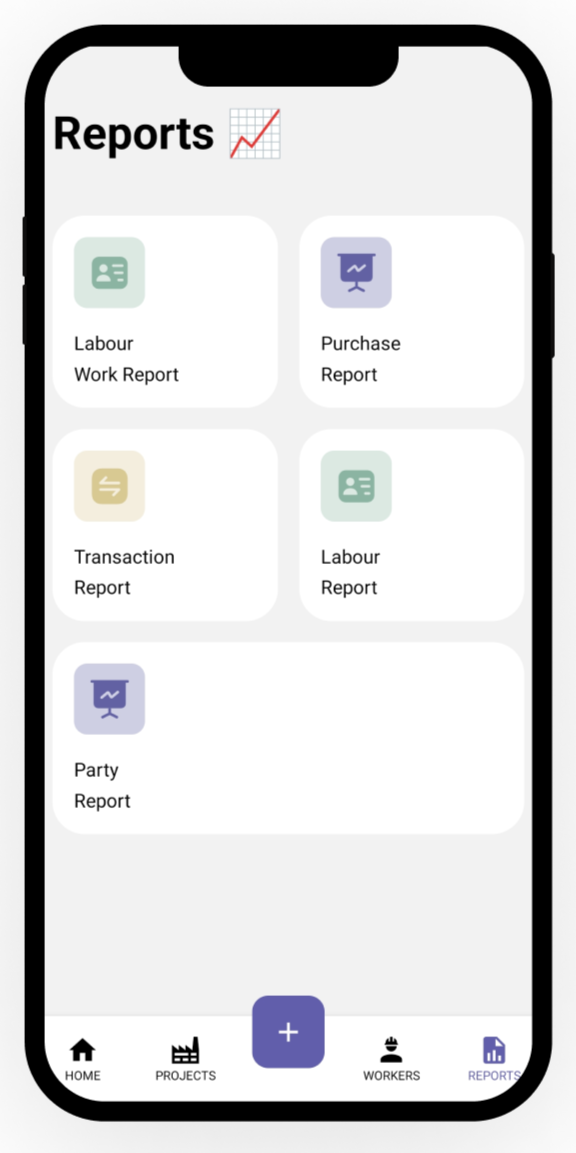 Reports 📈
Labour
Work Report
Purchase
Report
Transaction
Report
Labour
Report
Party
Report
+
HOME
PROJECTS
WORKERS
REPORTS